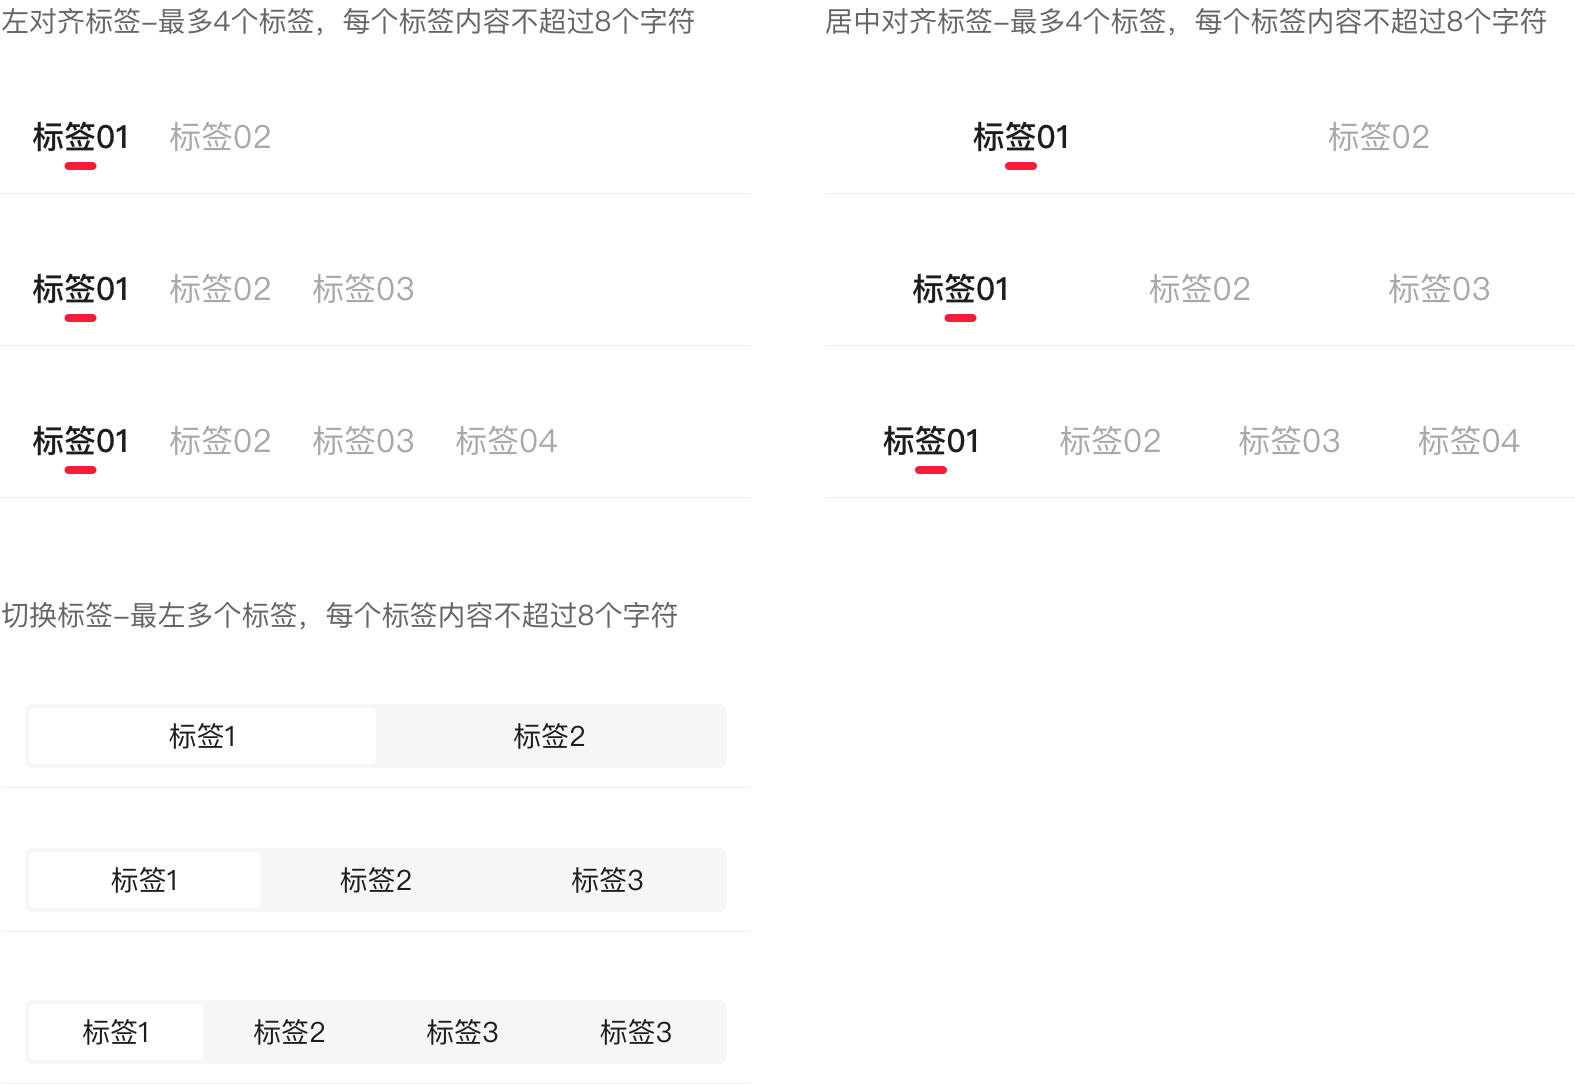 左对齐标签-最多4个标签，每个标签内容不超过8个字符
标签01 标签02
标签01 标签02 标签03
标签01 标签02 标签03 标签04
居中对齐标签-最多4个标签，每个标签内容不超过8个字符
标签01 标签02
标签01 标签02 标签03
标签01 标签02 标签03 标签04
切换标签-最左多个标签，每个标签内容不超过8个字符
标签1 标签2
标签1 标签2 标签3
标签1 标签2 标签3 标签3